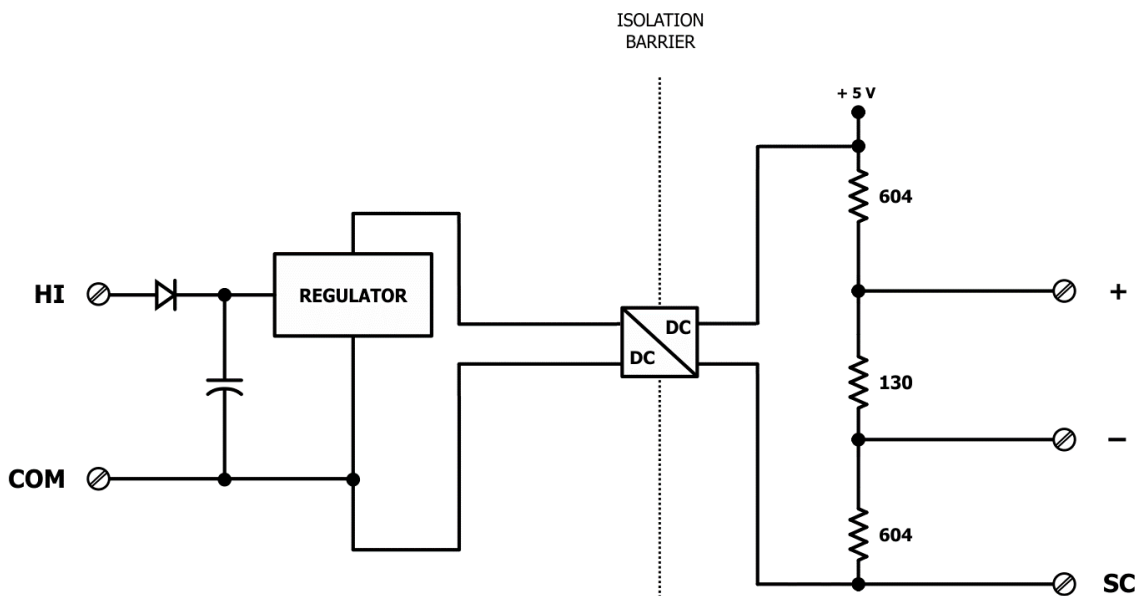 ISOLATION
BARRIER
+ 5 V
604
HI
REGULATOR
+
DC
DC
130
−
COM
604
SC